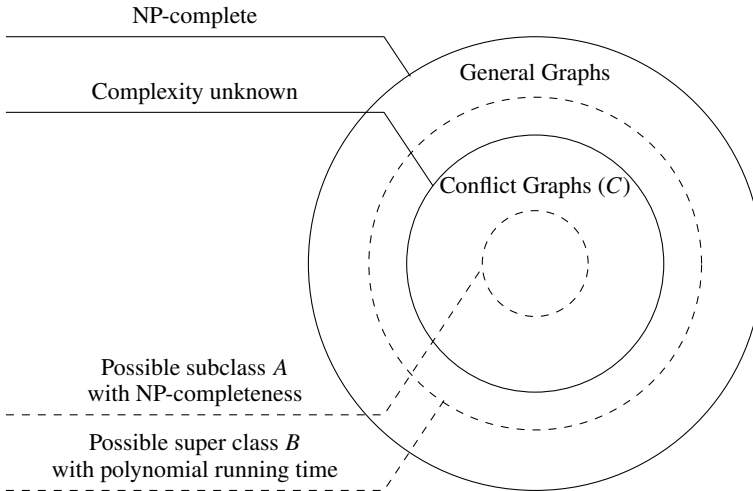 NP-complete
General Graphs
Complexity unknown
Conflict Graphs (C)
Possible subclass A
with NP-completeness
Possible super class B
with polynomial running time